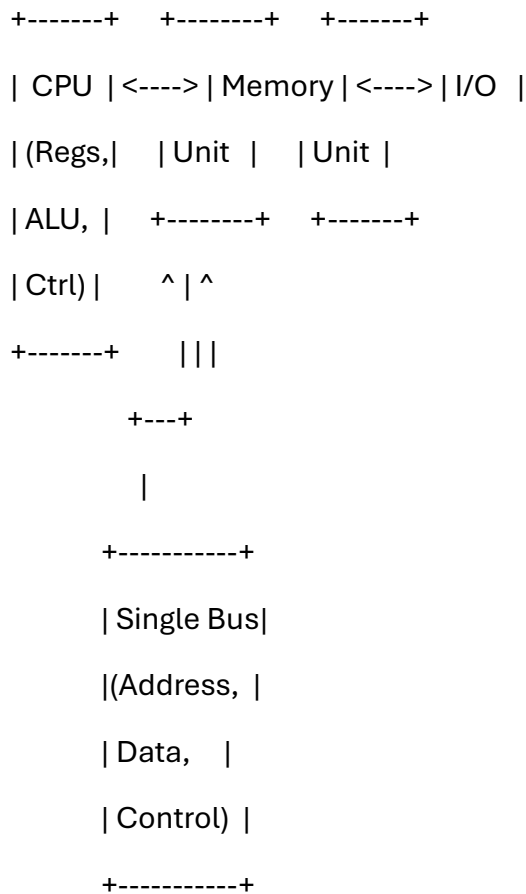 +-------+ +--------+ +-------+
| CPU |<---->| Memory |<---->| I/O |
| (Regs,| | Unit | | Unit |
| ALU, | +--------+ +-------+
| Ctrl) | ^ | ^
+-------+ | | |
+---+
|
+-----------+
| Single Bus|
|(Address, |
| Data, |
| Control) |
+-----------+